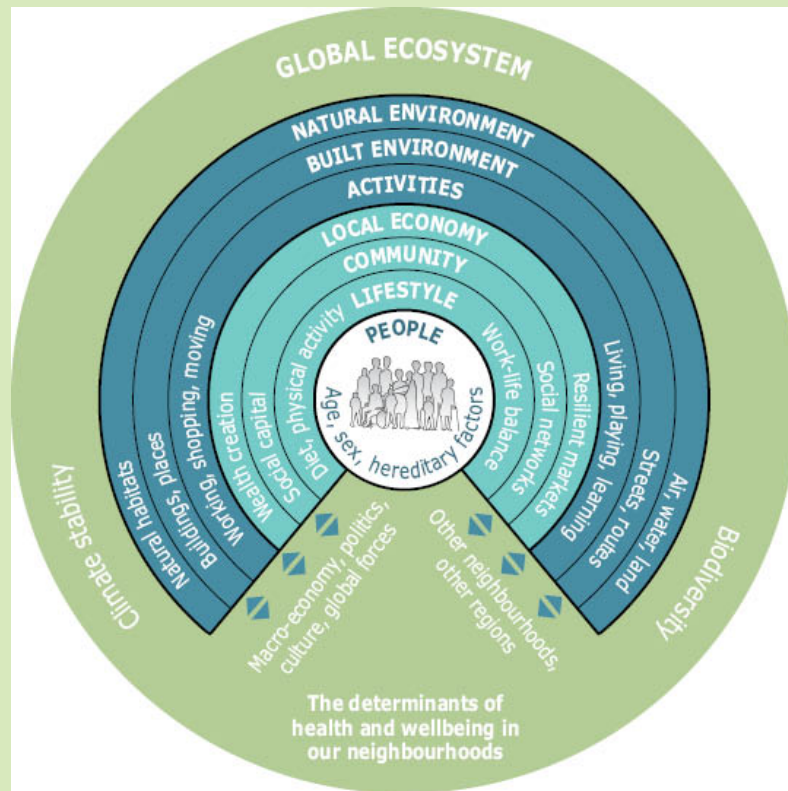 GLOBAL ECOSYSTEM
NATURAL ENVIRONMENT
BUILT ENVIRONMENT
ACTIVITIES
LOCAL ECONOMY
COMMUNITY
LIFESTYLE
PEOPLE
Age, sex, hereditary factors
Diet, physical activity
Work-life balance
Social capital
Social networks
Wealth creation
Resilient markets
Working, shopping, moving
Living, playing, learning
Buildings, places
Streets, routes
Natural habitats
Air, water land
Climate stability
Biodiversity
Macro-economy, politics,
culture, global forces
Other neighbourhoods,
other regions
The determinants of
health and wellbeing in
our neighbourhoods